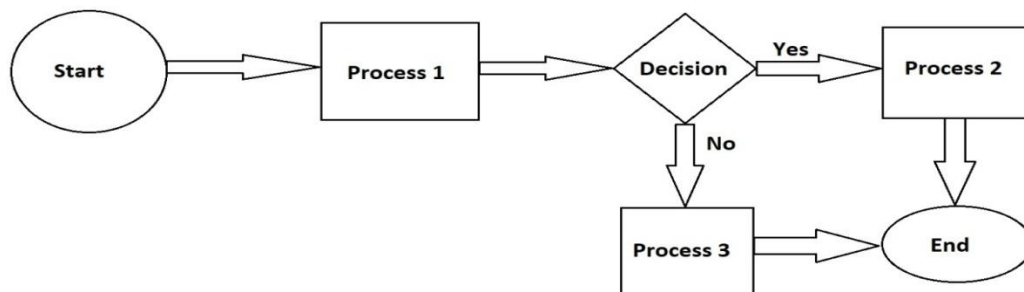 Start
Process 1
Decision
Yes
Process 2
No
Process 3
End